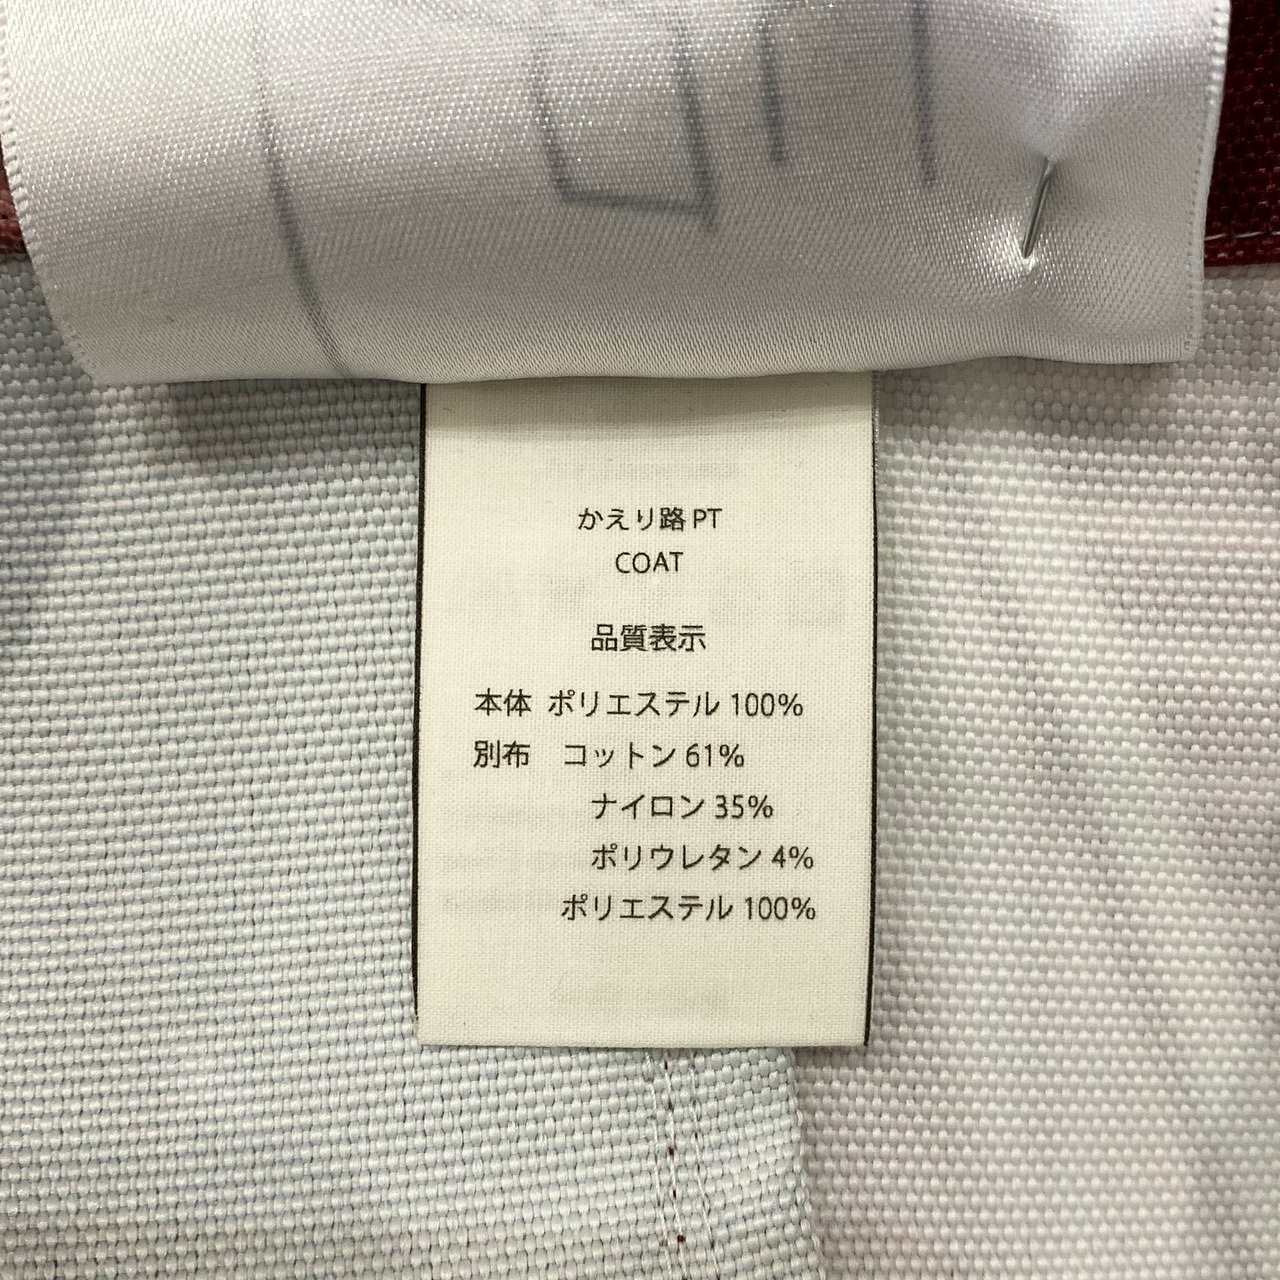 かえり路 PT
COAT
品質表示
本体 ポリエステル 100%
別布 コットン 61%
ナイロン 35%
ポリウレタン 4%
ポリエステル 100%